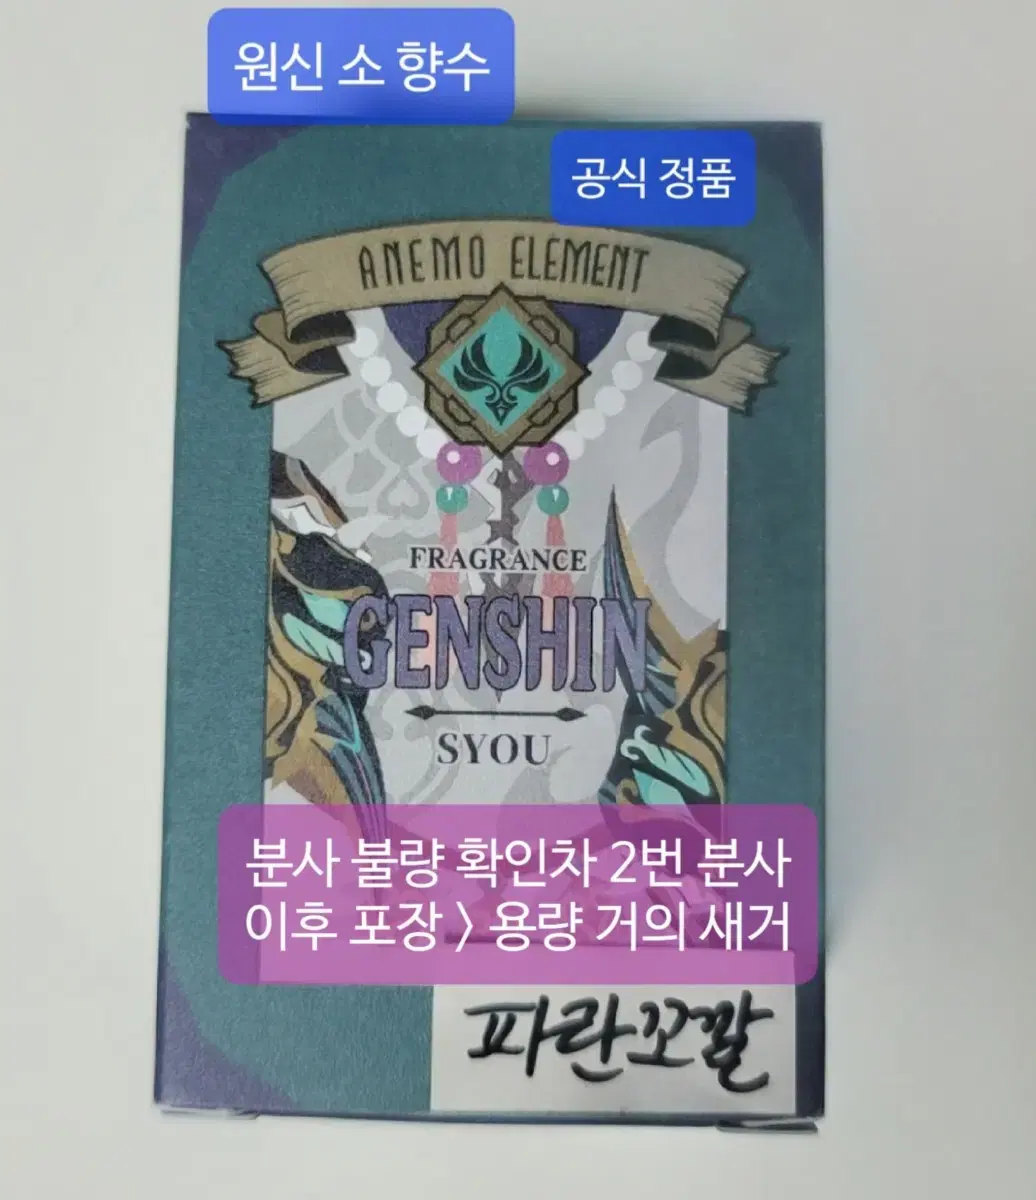 원신 소 향수
공식 정품
ANEMO ELEMENT
FRAGRANCE
GENSHIN
SYOU
분사 불량 확인차 2번 분사
이후 포장 > 용량 거의 새거
파란꼬깔